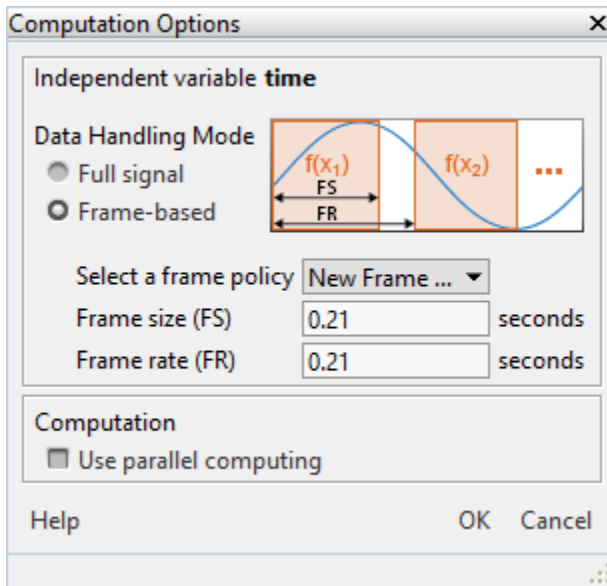 Computation Options
Independent variable time
Data Handling Mode
Full signal
Frame-based
f(x₁) f(x₂) ...
FS
FR
Select a frame policy New Frame ...
Frame size (FS) 0.21 seconds
Frame rate (FR) 0.21 seconds
Computation
Use parallel computing
Help OK Cancel